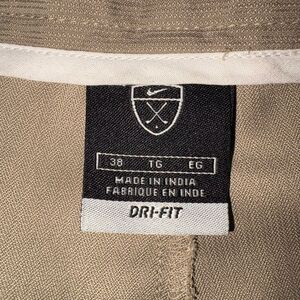 38 TG EG
MADE IN INDIA
FABRIQUE EN INDE
DRI-FIT